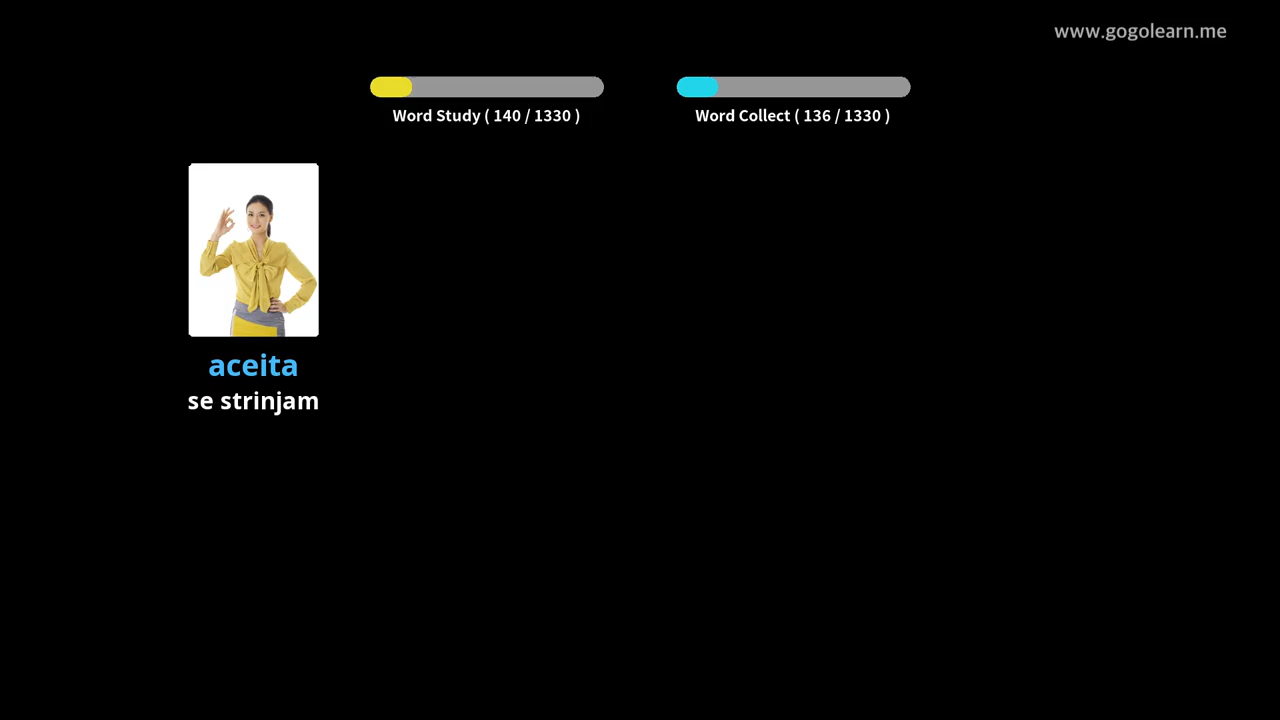 www.gogolearn.me
Word Study ( 140 / 1330 )
Word Collect ( 136 / 1330 )
aceita
se strinjam